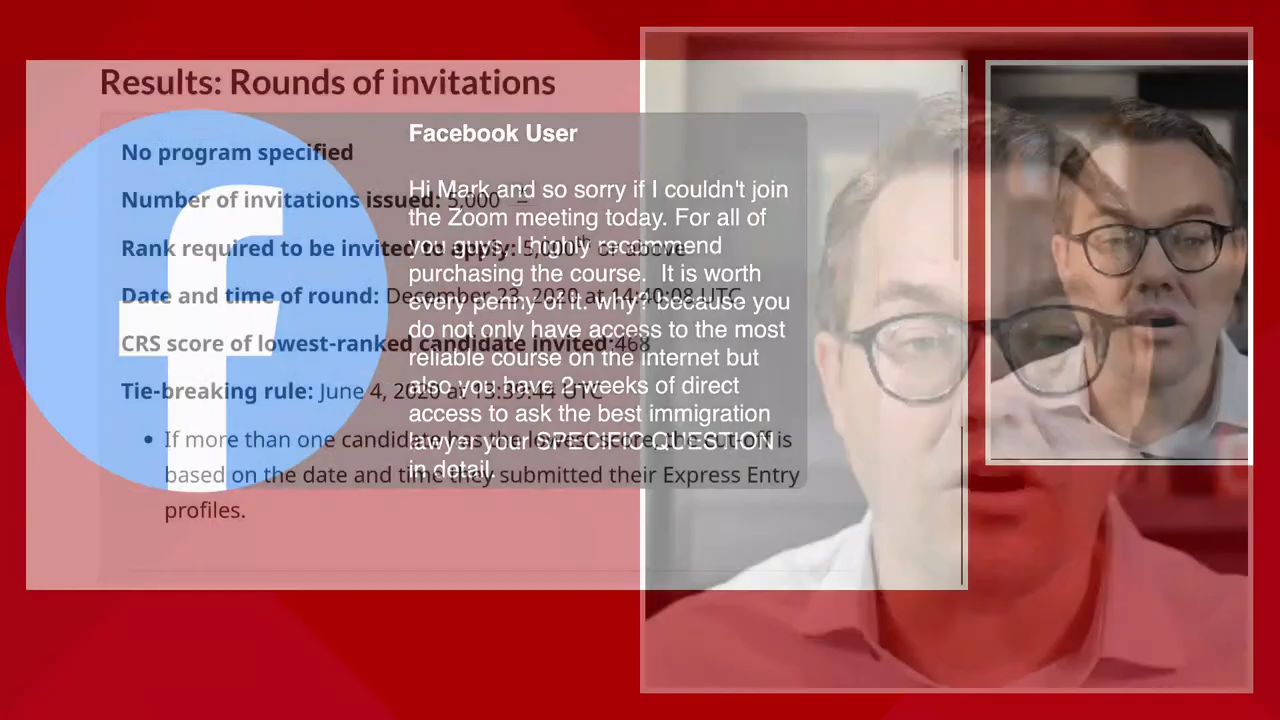 Results: Rounds of invitations
No program specified
Number of invitations issued: 5,000
Rank required to be invited to apply: 5,000th or above
Date and time of round: December 23, 2020 at 14:40:08 UTC
CRS score of lowest-ranked candidate invited:468
Tie-breaking rule: June 4, 2020 at 13:39:44 UTC
If more than one candidate has the lowest score, the cut-off is
based on the date and time they submitted their Express Entry
profiles.
Facebook User
Hi Mark and so sorry if I couldn't join
the Zoom meeting today. For all of
you guys, I highly recommend
purchasing the course. It is worth
every penny of it. why? because you
do not only have access to the most
reliable course on the internet but
also you have 2-weeks of direct
access to ask the best immigration
lawyer your SPECIFIC QUESTION
in detail.